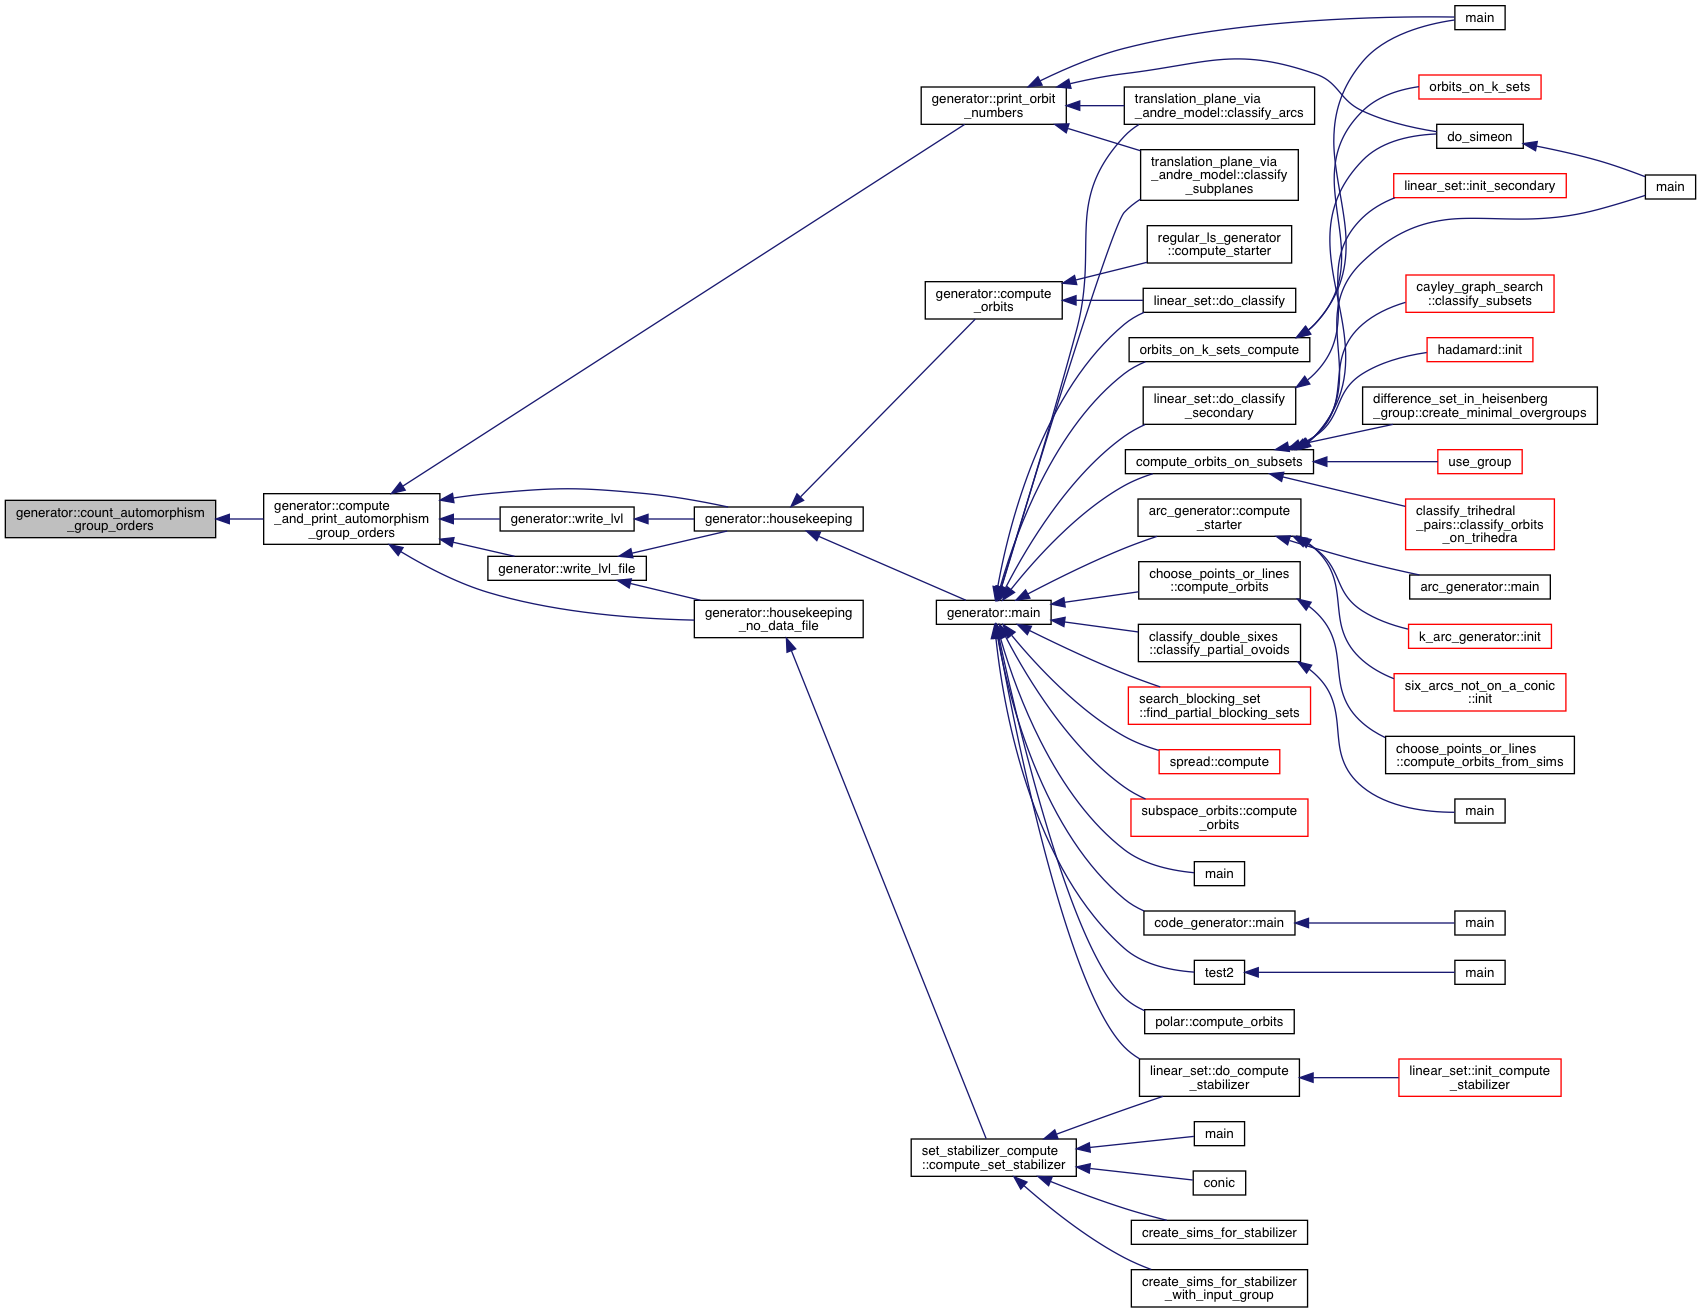 generator::count_automorphism
_group_orders
generator::compute
_and_print_automorphism
_group_orders
generator::print_orbit
_numbers
generator::housekeeping
generator::write_lvl
generator::write_lvl_file
generator::housekeeping
_no_data_file
main
do_simeon
main
translation_plane_via
_andre_model::classify_arcs
translation_plane_via
_andre_model::classify
_subplanes
generator::compute
_orbits
regular_ls_generator
::compute_starter
linear_set::do_classify
generator::main
orbits_on_k_sets_compute
orbits_on_k_sets
linear_set::do_classify
_secondary
linear_set::init_secondary
compute_orbits_on_subsets
cayley_graph_search
::classify_subsets
hadamard::init
difference_set_in_heisenberg
_group::create_minimal_overgroups
use_group
classify_trihedral
_pairs::classify_orbits
_on_trihedra
arc_generator::compute
_starter
arc_generator::main
k_arc_generator::init
six_arcs_not_on_a_conic
::init
choose_points_or_lines
::compute_orbits
choose_points_or_lines
::compute_orbits_from_sims
classify_double_sixes
::classify_partial_ovoids
main
search_blocking_set
::find_partial_blocking_sets
spread::compute
subspace_orbits::compute
_orbits
main
code_generator::main
main
test2
main
polar::compute_orbits
linear_set::do_compute
_stabilizer
linear_set::init_compute
_stabilizer
set_stabilizer_compute
::compute_set_stabilizer
main
conic
create_sims_for_stabilizer
create_sims_for_stabilizer
_with_input_group